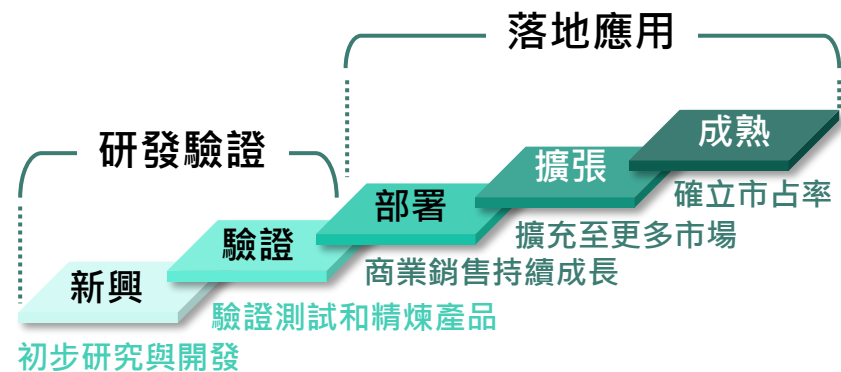 落地應用
研發驗證
成熟
確立市占率
擴張
擴充至更多市場
部署
商業銷售持續成長
驗證
驗證測試和精煉產品
新興
初步研究與開發